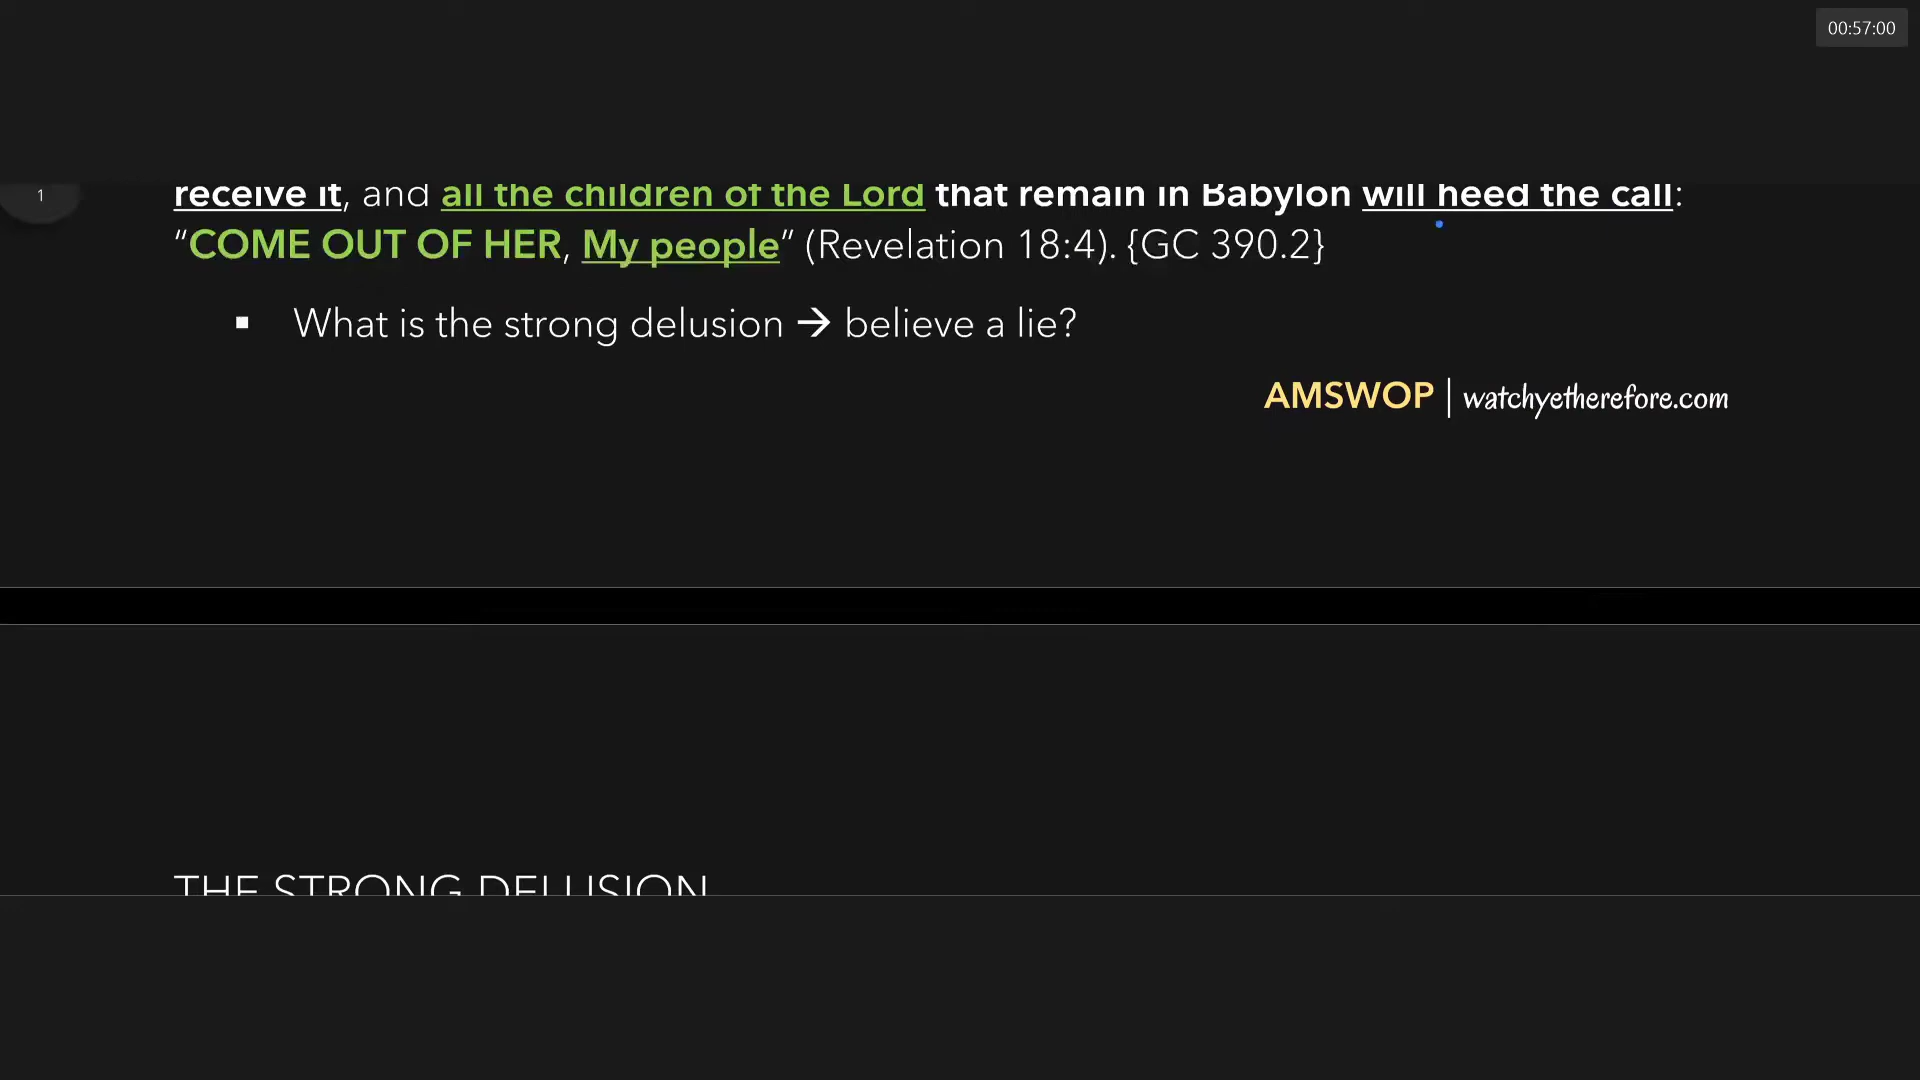 00:57:00
1
receive it, and all the children of the Lord that remain in Babylon will heed the call:
“COME OUT OF HER, My people” (Revelation 18:4). {GC 390.2}
▪ What is the strong delusion → believe a lie?
AMSWOP | watchyetherefore.com
THE STRONG DELUSION